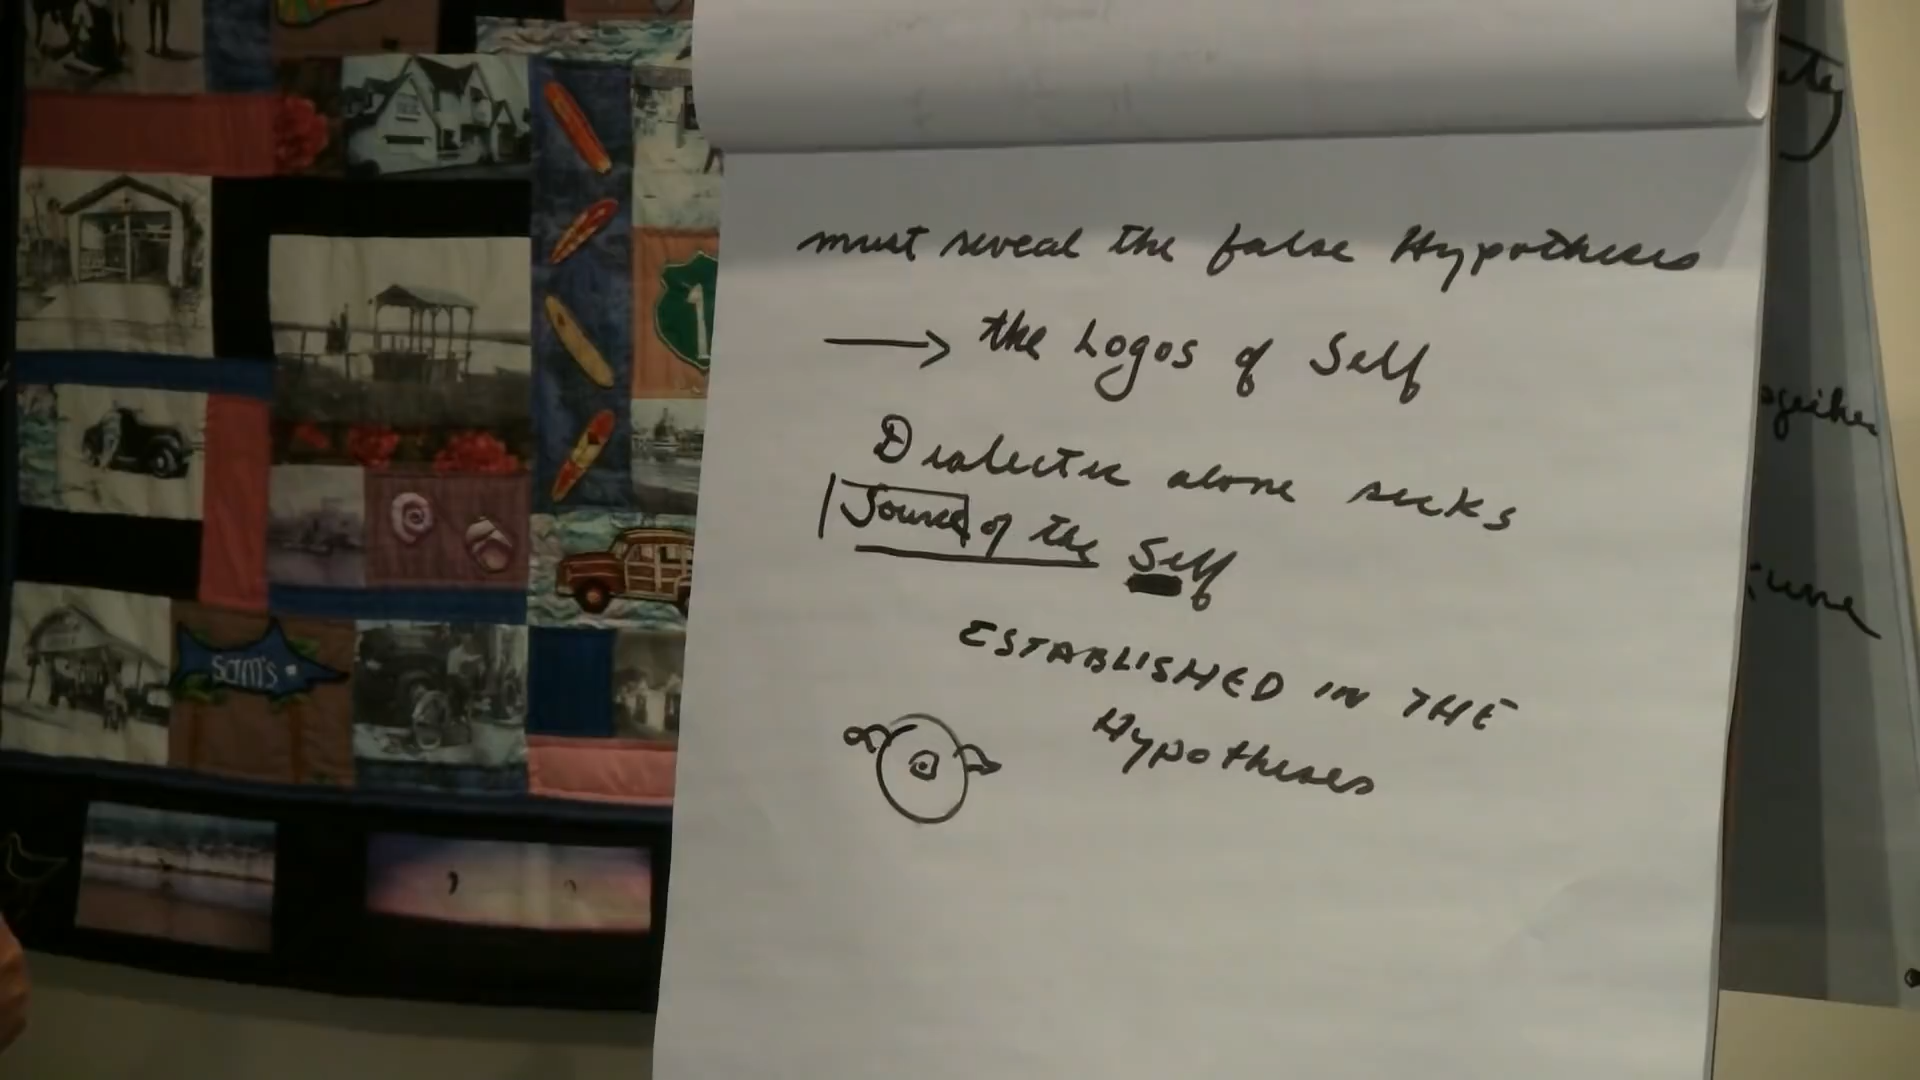 must reveal the false Hypotheses
the Logos of Self
Dialectic alone seeks
Source of the Self
ESTABLISHED IN THE
Hypotheses
Sam's
1